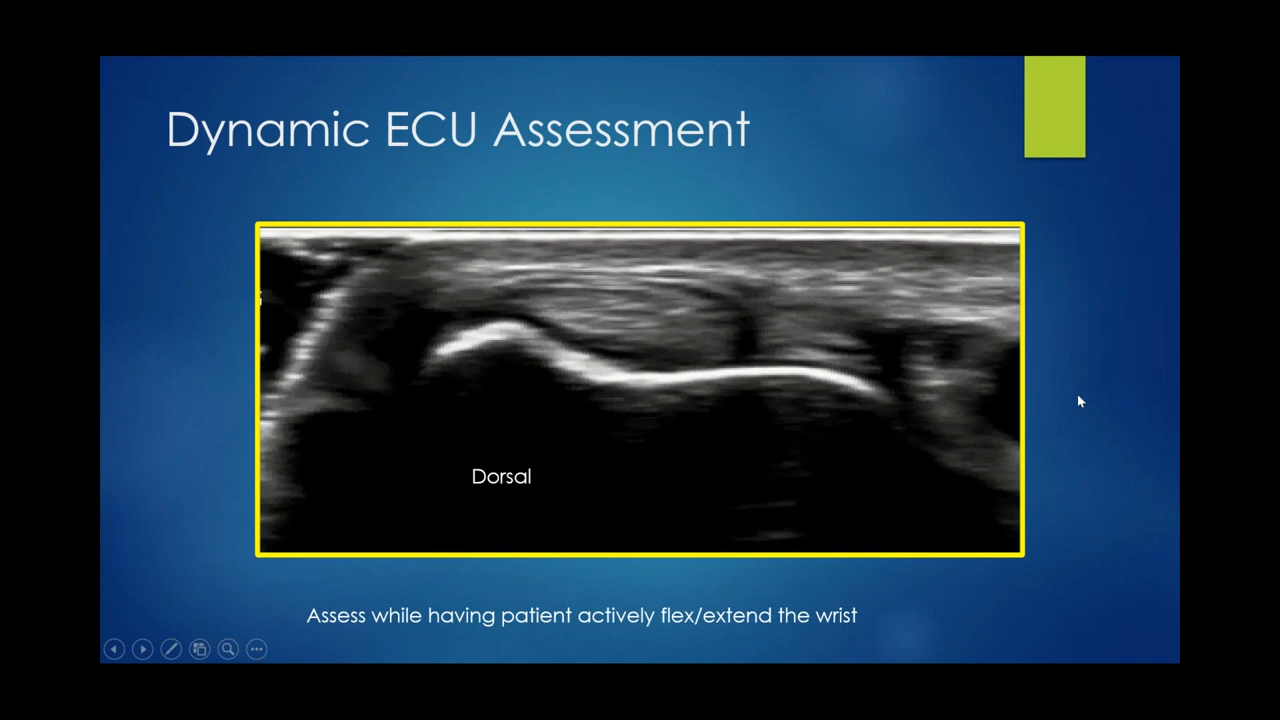 Dynamic ECU Assessment
Dorsal
Assess while having patient actively flex/extend the wrist